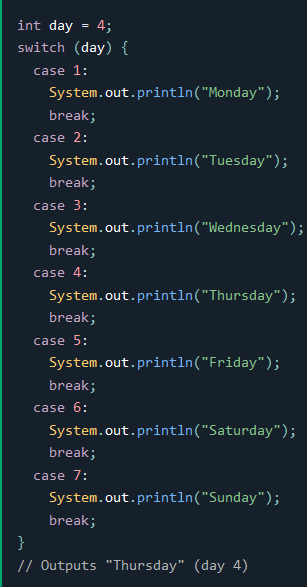 int day = 4;
switch (day) {
  case 1:
    System.out.println("Monday");
    break;
  case 2:
    System.out.println("Tuesday");
    break;
  case 3:
    System.out.println("Wednesday");
    break;
  case 4:
    System.out.println("Thursday");
    break;
  case 5:
    System.out.println("Friday");
    break;
  case 6:
    System.out.println("Saturday");
    break;
  case 7:
    System.out.println("Sunday");
    break;
}
// Outputs "Thursday" (day 4)